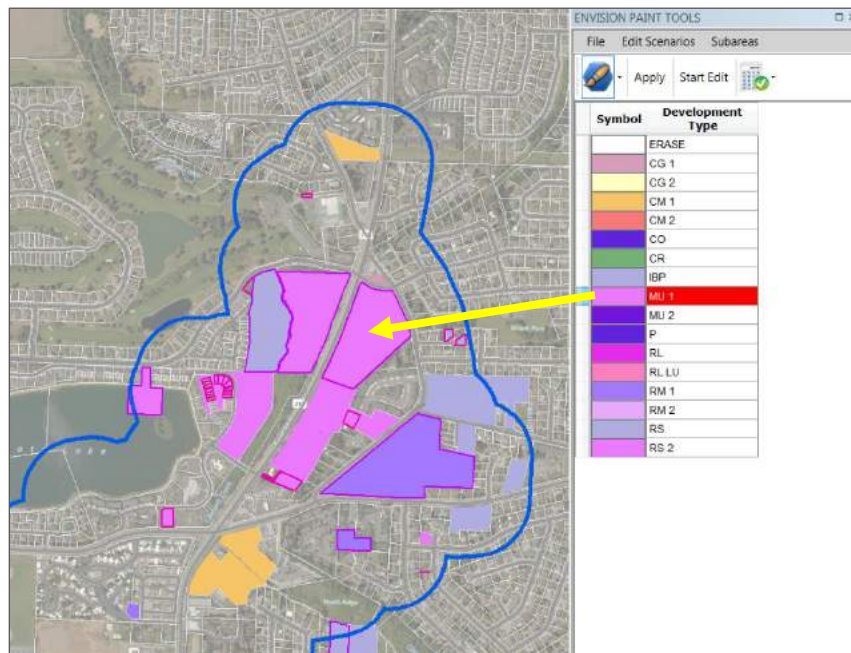 ENVISION PAINT TOOLS
File Edit Scenarios Subareas
Apply Start Edit
Symbol Development Type
ERASE
CG 1
CG 2
CM 1
CM 2
CO
CR
IBP
MU 1
MU 2
P
RL
RL LU
RM 1
RM 2
RS
RS 2